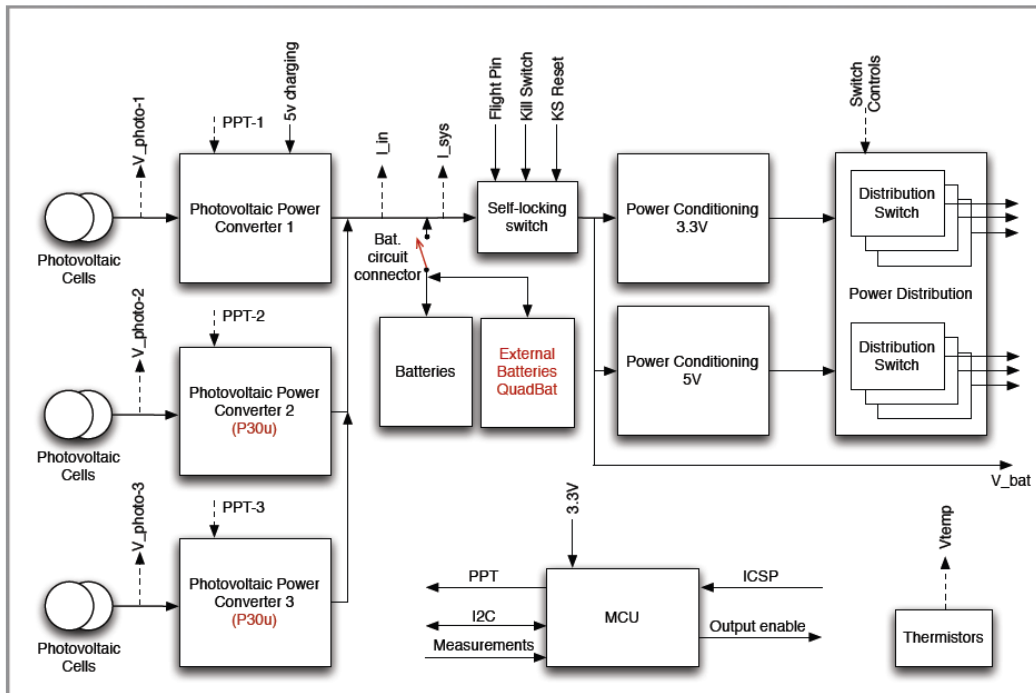 V_photo-1
PPT-1
5v charging
Photovoltaic Power
Converter 1
Photovoltaic
Cells
I_in
I_sys
Bat.
circuit
connector
Flight Pin
Kill Switch
KS Reset
Self-locking
switch
Power Conditioning
3.3V
Switch
Controls
Distribution
Switch
Power Distribution
Distribution
Switch
V_photo-2
PPT-2
Photovoltaic Power
Converter 2
(P30u)
Photovoltaic
Cells
Batteries
External
Batteries
QuadBat
Power Conditioning
5V
V_bat
V_photo-3
PPT-3
Photovoltaic Power
Converter 3
(P30u)
Photovoltaic
Cells
3.3V
PPT
I2C
Measurements
MCU
ICSP
Output enable
Vtemp
Thermistors